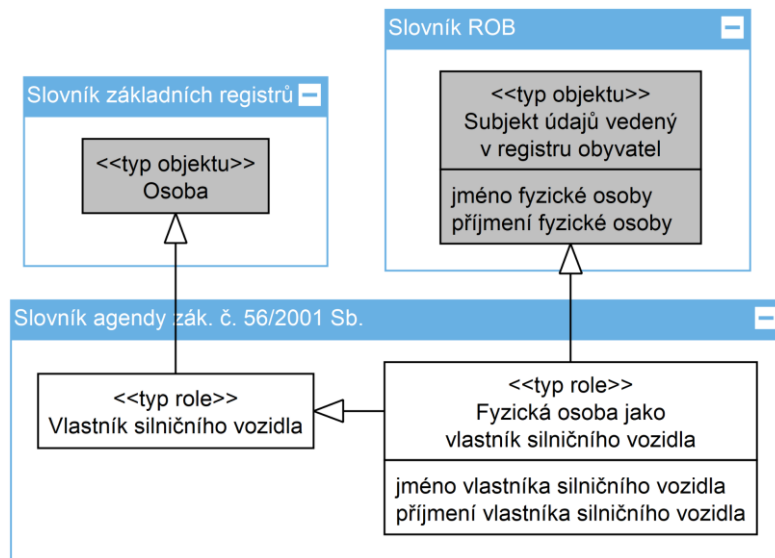 Slovník ROB
<<typ objektu>>
Subjekt údajů vedený
v registru obyvatel
jméno fyzické osoby
příjmení fyzické osoby
Slovník základních registrů
<<typ objektu>>
Osoba
Slovník agendy zák. č. 56/2001 Sb.
<<typ role>>
Vlastník silničního vozidla
<<typ role>>
Fyzická osoba jako
vlastník silničního vozidla
jméno vlastníka silničního vozidla
příjmení vlastníka silničního vozidla